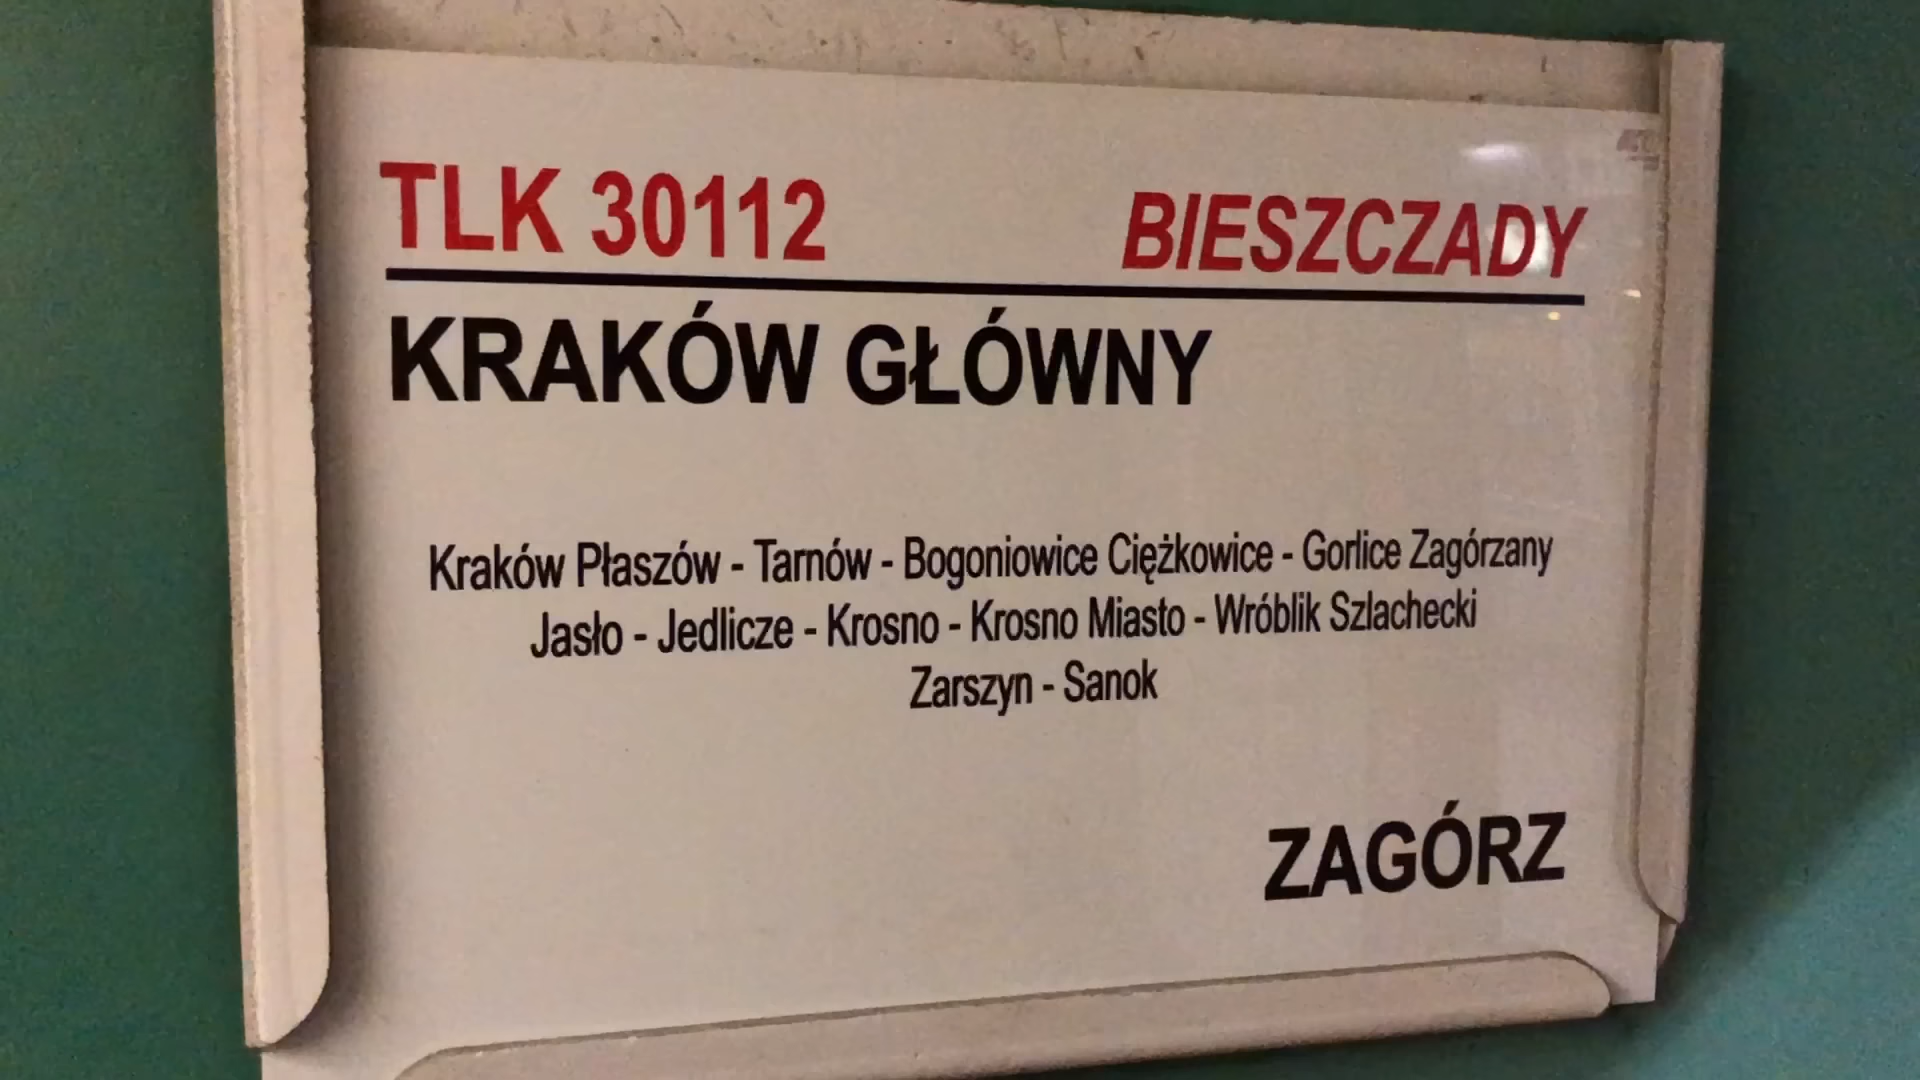 TLK 30112 BIESZCZADY
KRAKÓW GŁÓWNY
Kraków Płaszów - Tarnów - Bogoniowice Ciężkowice - Gorlice Zagórzany
Jasło - Jedlicze - Krosno - Krosno Miasto - Wróblik Szlachecki
Zarszyn - Sanok
ZAGÓRZ